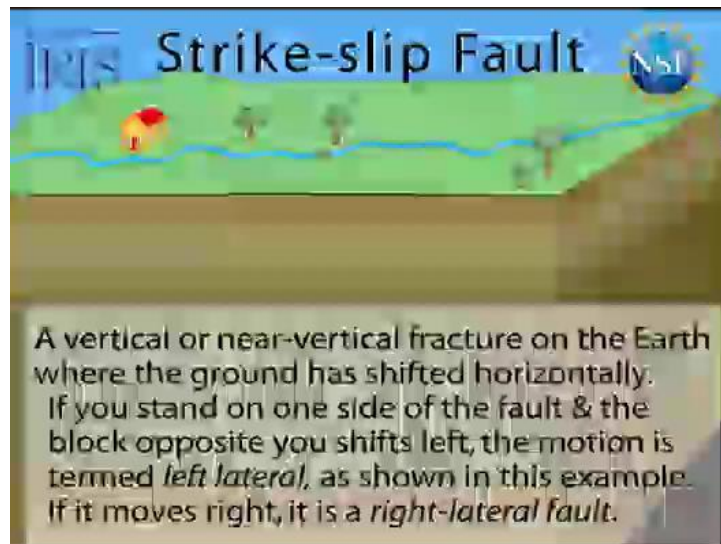 IRIS
Strike-slip Fault
NSF
A vertical or near-vertical fracture on the Earth
where the ground has shifted horizontally.
If you stand on one side of the fault & the
block opposite you shifts left, the motion is
termed left lateral, as shown in this example.
If it moves right, it is a right-lateral fault.